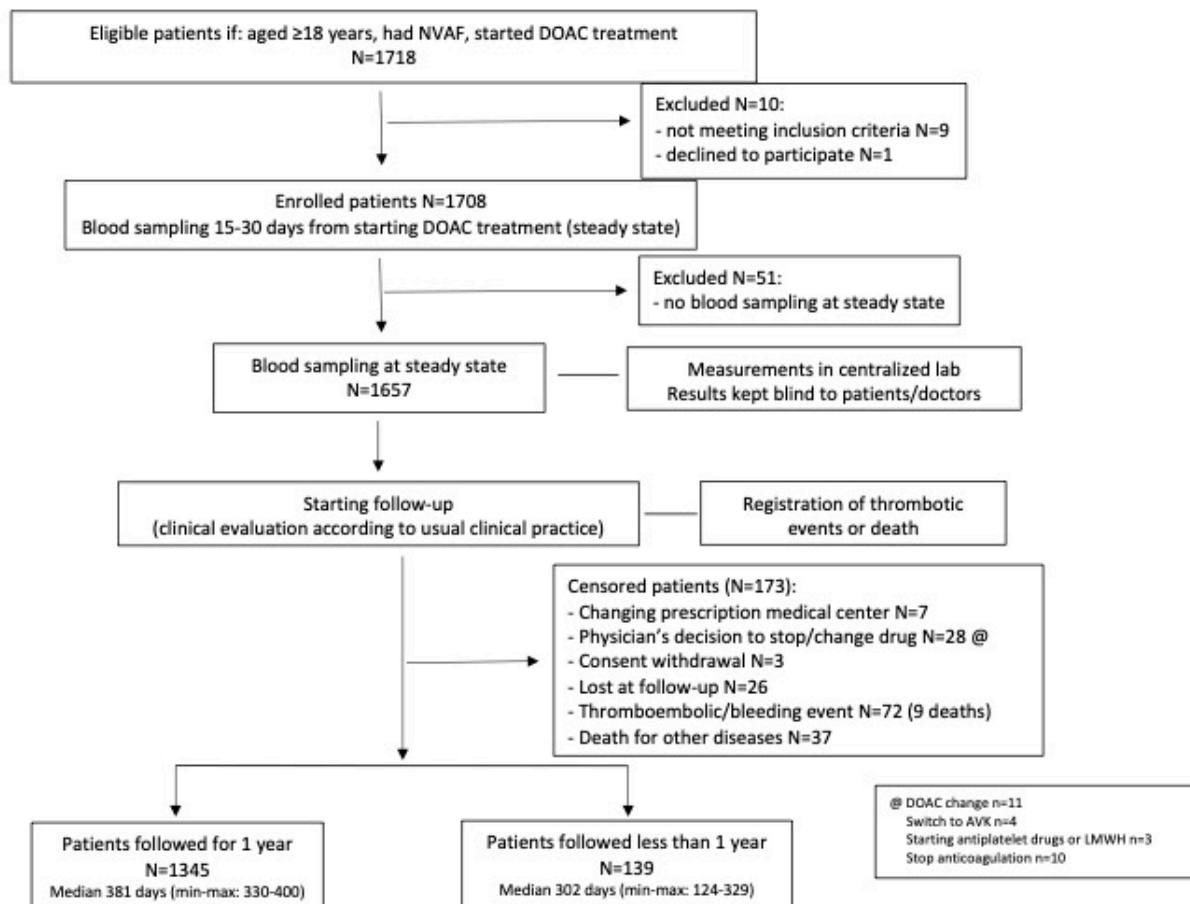 Eligible patients if: aged ≥18 years, had NVAF, started DOAC treatment
N=1718
Excluded N=10:
- not meeting inclusion criteria N=9
- declined to participate N=1
Enrolled patients N=1708
Blood sampling 15-30 days from starting DOAC treatment (steady state)
Excluded N=51:
- no blood sampling at steady state
Blood sampling at steady state
N=1657
Measurements in centralized lab
Results kept blind to patients/doctors
Starting follow-up
(clinical evaluation according to usual clinical practice)
Registration of thrombotic
events or death
Censored patients (N=173):
- Changing prescription medical center N=7
- Physician's decision to stop/change drug N=28 @
- Consent withdrawal N=3
- Lost at follow-up N=26
- Thromboembolic/bleeding event N=72 (9 deaths)
- Death for other diseases N=37
Patients followed for 1 year
N=1345
Median 381 days (min-max: 330-400)
Patients followed less than 1 year
N=139
Median 302 days (min-max: 124-329)
@ DOAC change n=11
Switch to AVK n=4
Starting antiplatelet drugs or LMWH n=3
Stop anticoagulation n=10